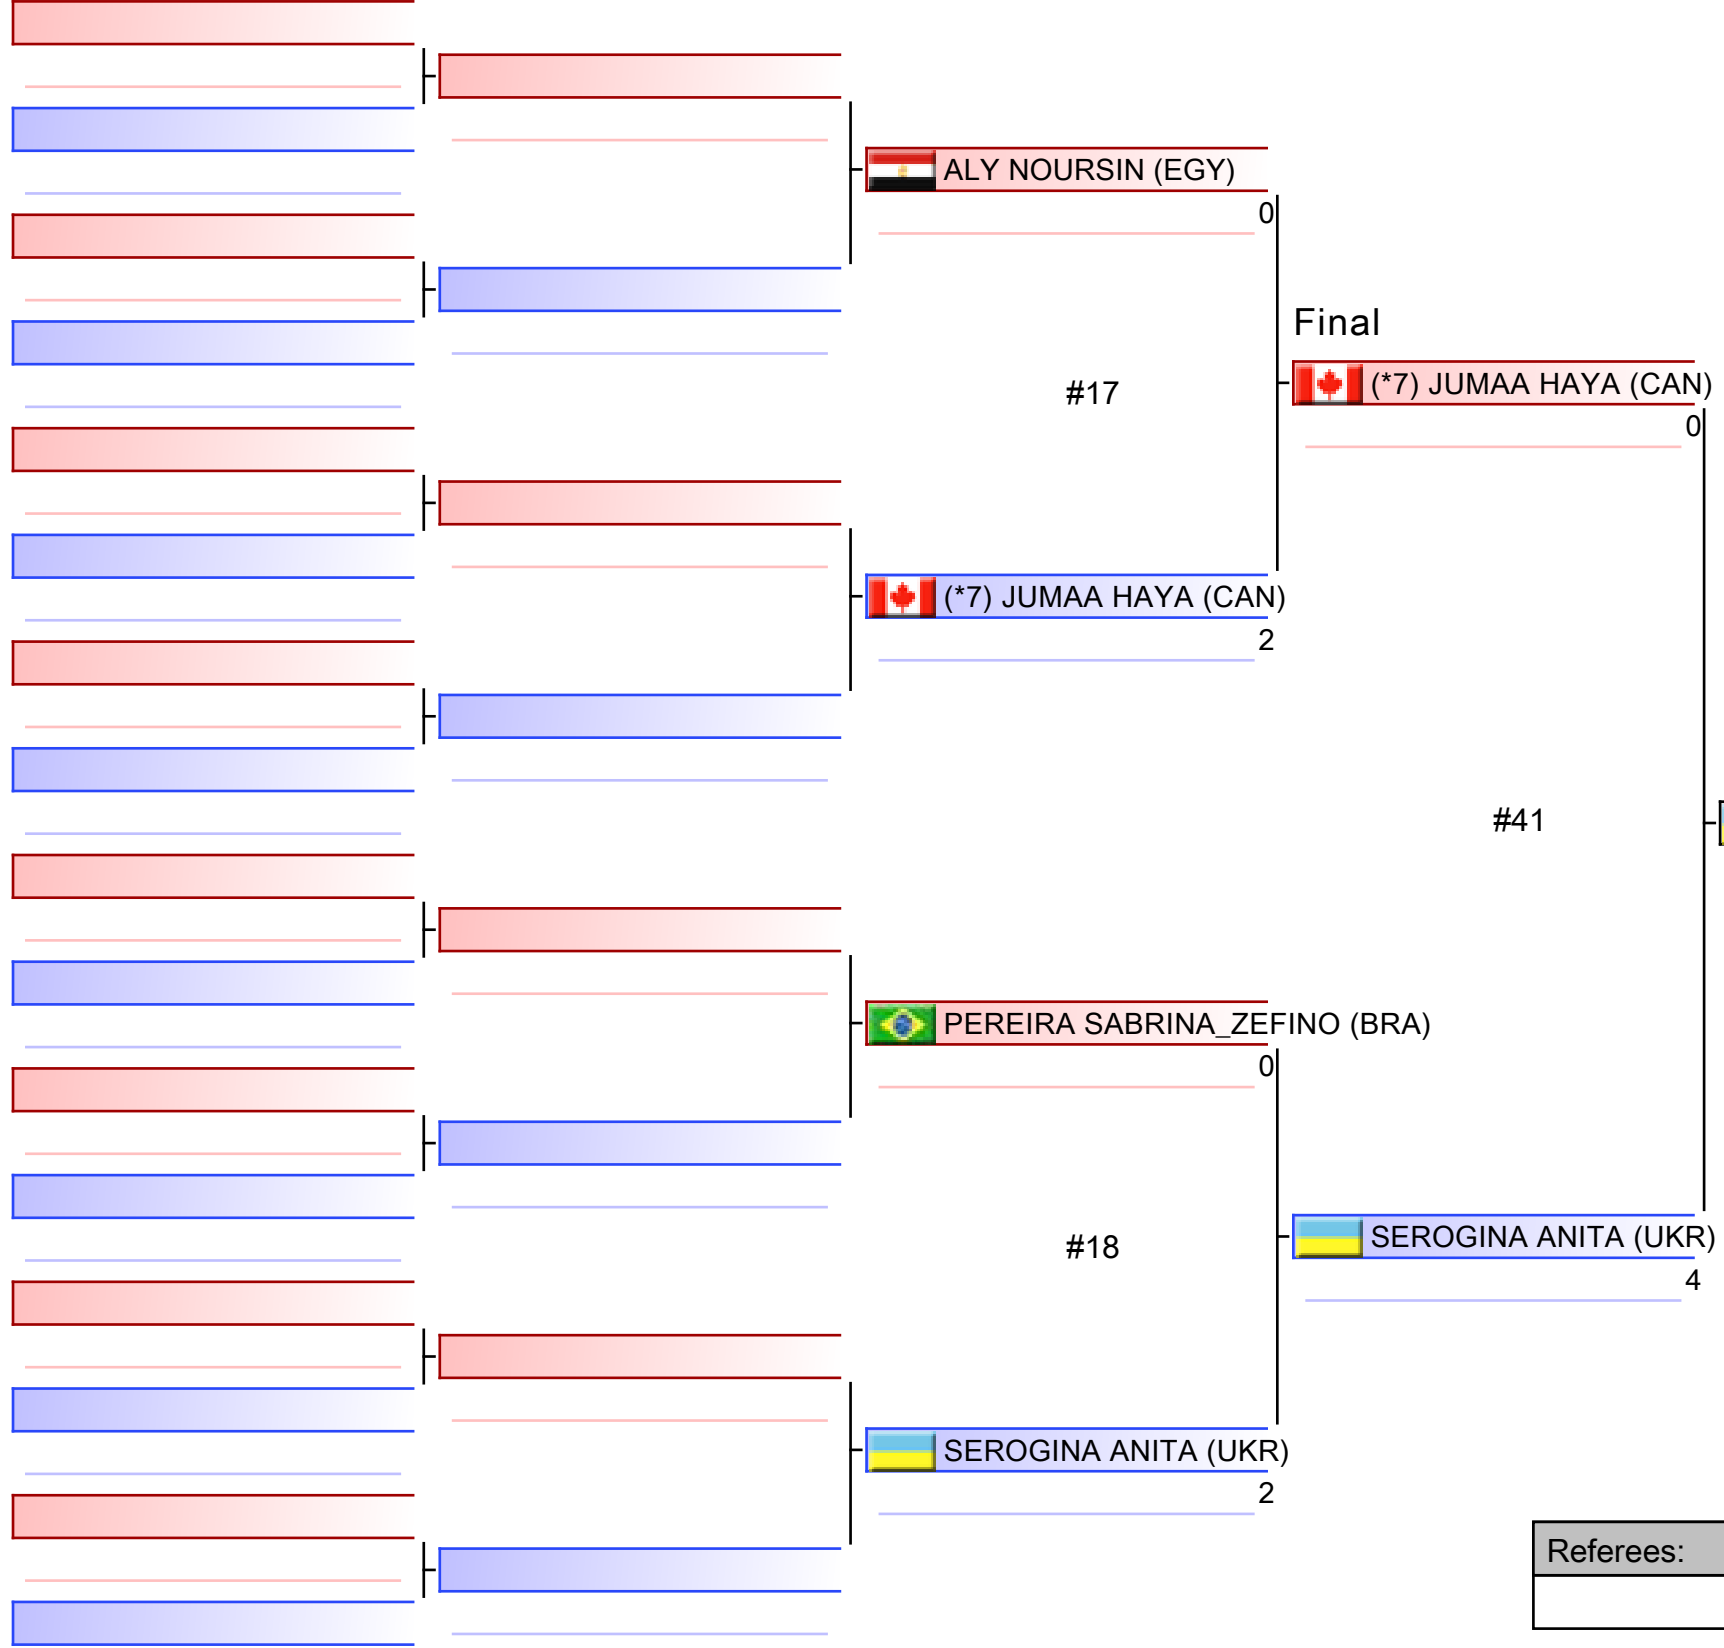 ALY NOURSIN (EGY)
0
Final
#17
(*7) JUMAA HAYA (CAN)
0
(*7) JUMAA HAYA (CAN)
2
#41
PEREIRA SABRINA_ZEFINO (BRA)
0
#18
SEROGINA ANITA (UKR)
4
SEROGINA ANITA (UKR)
2
Referees: